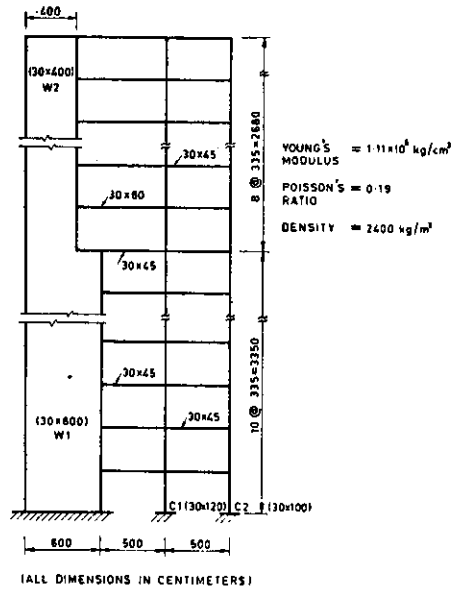 400
(30×400)
W2
30×45
30×60
30×45
8 @ 335=2680
YOUNG'S = 1·11×10⁵ kg/cm²
MODULUS
POISSON'S = 0·19
RATIO
DENSITY = 2400 kg/m³
30×45
30×45
(30×600)
W1
10 @ 335=3350
C1 (30×120) C2 (30×100)
600 500 500
(ALL DIMENSIONS IN CENTIMETERS)